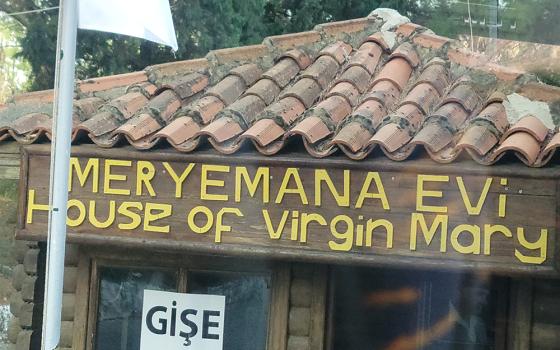 MERYEMANA EVi
House of Virgin Mary
GİŞE